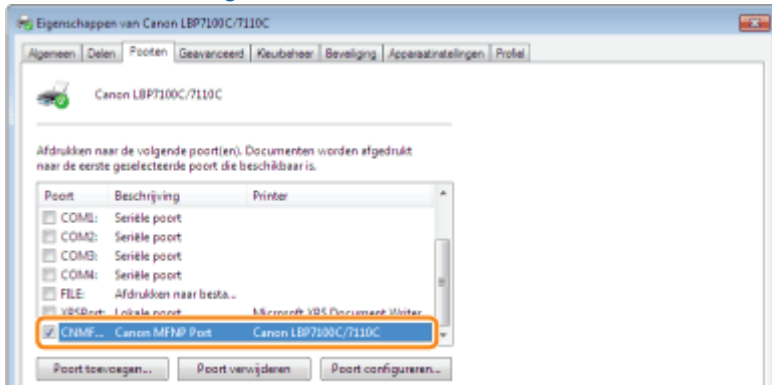 Eigenschappen van Canon LBP7100C/7110C
Algemeen Delen Poorten Geavanceerd Kleurbeheer Beveiliging Apparaatinstellingen Profiel
Canon LBP7100C/7110C
Afdrukken naar de volgende poort(en). Documenten worden afgedrukt
naar de eerste geselecteerde poort die beschikbaar is.
Poort Beschrijving Printer
COM1: Seriële poort
COM2: Seriële poort
COM3: Seriële poort
COM4: Seriële poort
FILE: Afdrukken naar besta...
XPSPort: Lokale poort Microsoft XPS Document Writer
CNMF... Canon MFNP Port Canon LBP7100C/7110C
Poort toevoegen... Poort verwijderen Poort configureren...